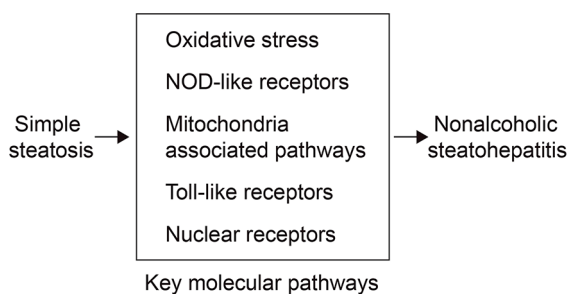 Oxidative stress
NOD-like receptors
Simple
steatosis
Mitochondria
associated pathways
Nonalcoholic
steatohepatitis
Toll-like receptors
Nuclear receptors
Key molecular pathways